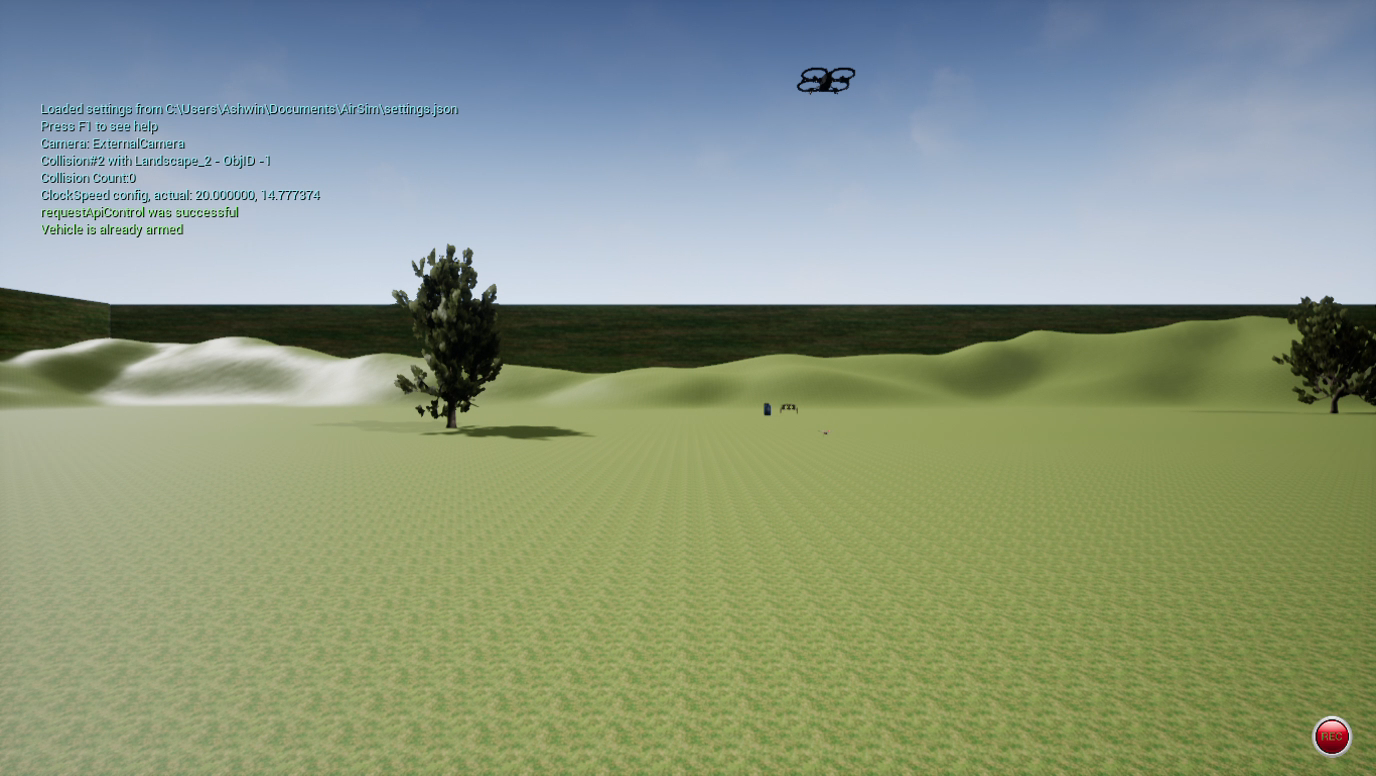 Loaded settings from C:\Users\Ashwin\Documents\AirSim\settings.json
Press F1 to see help
Camera: ExternalCamera
Collision#2 with Landscape_2 - ObjID -1
Collision Count:0
ClockSpeed config, actual: 20.000000, 14.777374
requestApiControl was successful
Vehicle is already armed
REC